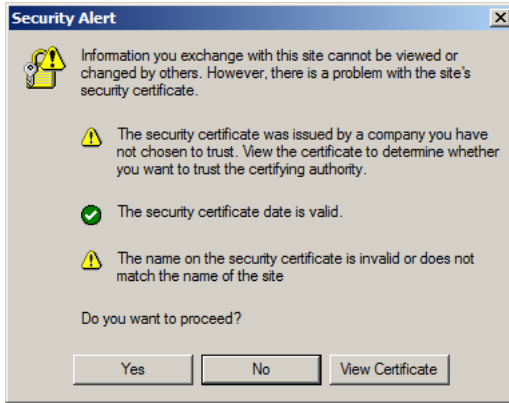 Security Alert
Information you exchange with this site cannot be viewed or
changed by others. However, there is a problem with the site's
security certificate.
The security certificate was issued by a company you have
not chosen to trust. View the certificate to determine whether
you want to trust the certifying authority.
The security certificate date is valid.
The name on the security certificate is invalid or does not
match the name of the site
Do you want to proceed?
Yes
No
View Certificate